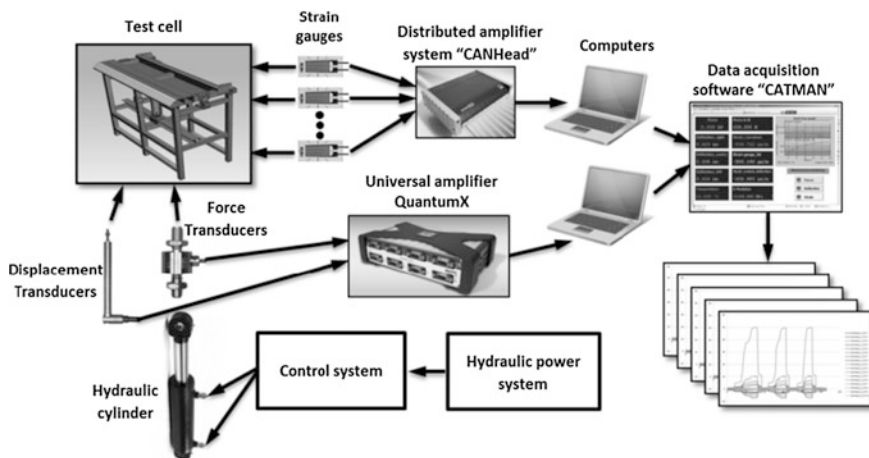 Test cell
Strain
gauges
Distributed amplifier
system “CANHead”
Computers
Data acquisition
software “CATMAN”
Universal amplifier
QuantumX
Force
Transducers
Displacement
Transducers
Hydraulic
cylinder
Control system
Hydraulic power
system